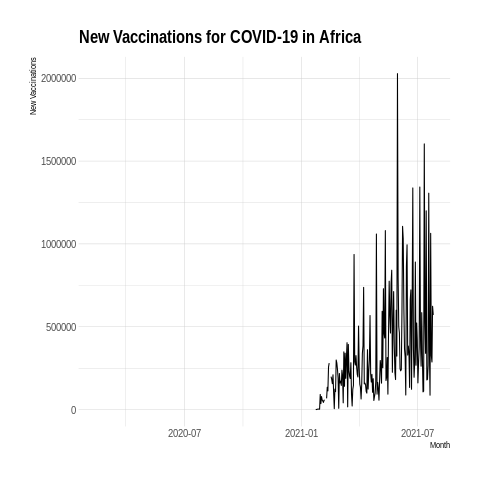 New Vaccinations for COVID-19 in Africa
New Vaccinations
2000000
1500000
1000000
500000
0
2020-07
2021-01
2021-07
Month